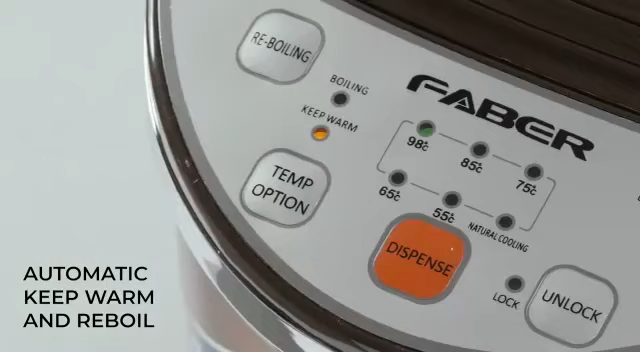 RE-BOILING
BOILING
KEEP WARM
FABER
98℃
85℃
75℃
65℃
55℃
NATURAL COOLING
TEMP
OPTION
DISPENSE
LOCK
UNLOCK
AUTOMATIC
KEEP WARM
AND REBOIL